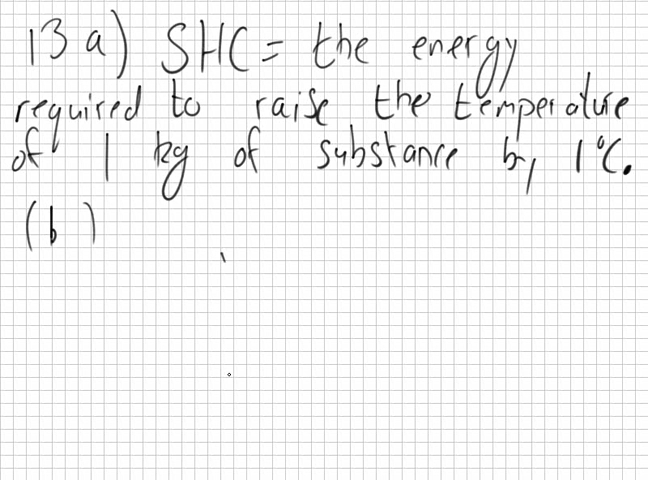 13 a) SHC = the energy
required to raise the temperature
of 1 kg of substance by 1°C.
(b)